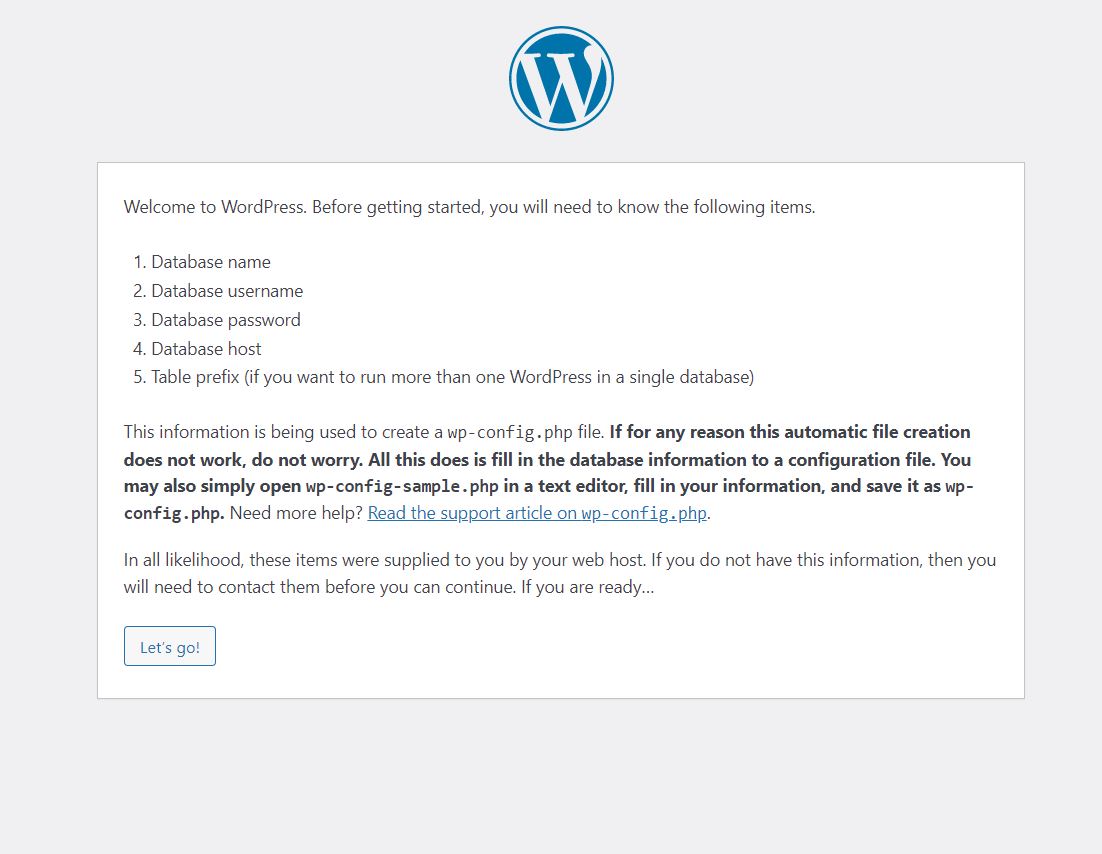 W
Welcome to WordPress. Before getting started, you will need to know the following items.
1. Database name
2. Database username
3. Database password
4. Database host
5. Table prefix (if you want to run more than one WordPress in a single database)
This information is being used to create a wp-config.php file. If for any reason this automatic file creation
does not work, do not worry. All this does is fill in the database information to a configuration file. You
may also simply open wp-config-sample.php in a text editor, fill in your information, and save it as wp-
config.php. Need more help? Read the support article on wp-config.php.
In all likelihood, these items were supplied to you by your web host. If you do not have this information, then you
will need to contact them before you can continue. If you are ready…
Let’s go!